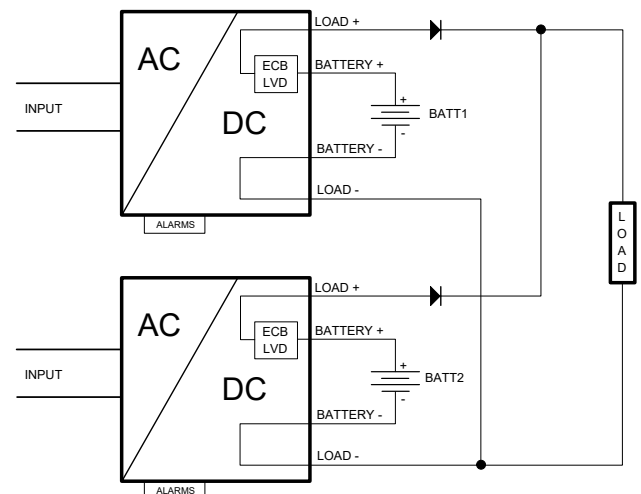 LOAD +
AC
ECB
LVD
BATTERY +
+
BATT1
-
INPUT
DC
BATTERY -
LOAD -
ALARMS
L
O
A
D
LOAD +
AC
ECB
LVD
BATTERY +
+
BATT2
-
INPUT
DC
BATTERY -
LOAD -
ALARMS